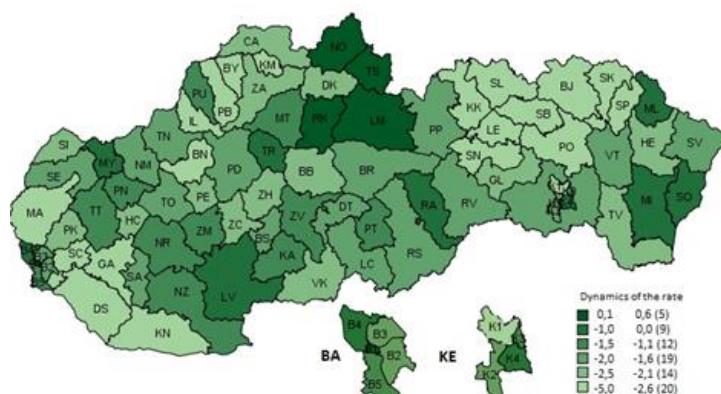 CA
NO
TS
KM
BY
DK
ZA
PU
PB
IL
MT
RK
LM
SL
BJ
SK
SP
ML
KK
SB
LE
PP
PO
HE
SV
VT
SI
MY
NM
TN
BN
TR
SE
PN
PD
BB
BR
SN
GL
MI
SO
MA
TT
TO
PE
ZH
DT
RA
RV
TV
PK
HC
NR
ZM
ZC
BS
ZV
PT
SC
GA
SA
KA
LC
RS
DS
NZ
LV
VK
KN
BA
B4
B3
B2
B5
KE
K1
K4
K2
Dynamics of the rate
0,1 0,6 (5)
-1,0 0,0 (9)
-1,5 -1,1 (12)
-2,0 -1,6 (19)
-2,5 -2,1 (14)
-5,0 -2,6 (20)